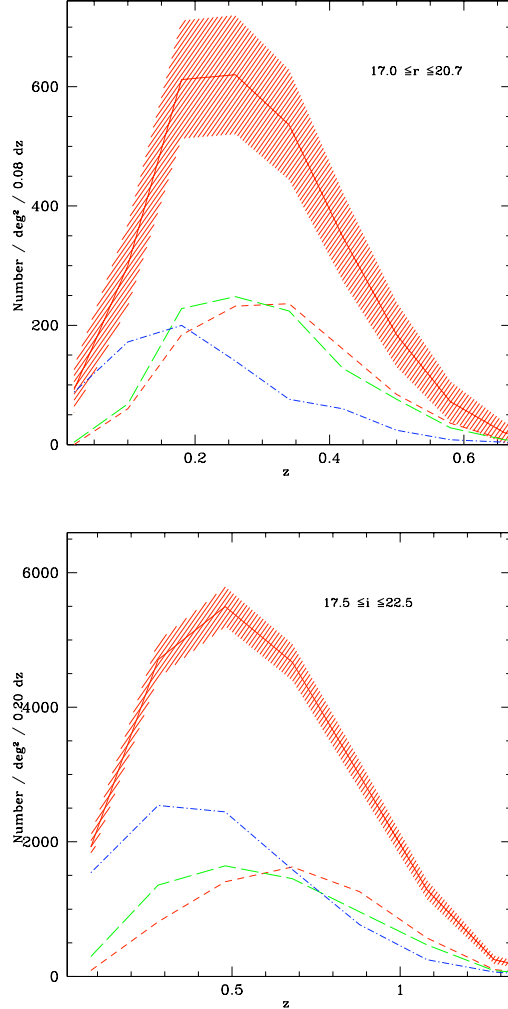 600
400
200
0
Number / deg² / 0.08 dz
17.0 ≤r ≤20.7
0.2
0.4
0.6
z
6000
4000
2000
0
Number / deg² / 0.20 dz
17.5 ≤i ≤22.5
0.5
1
z